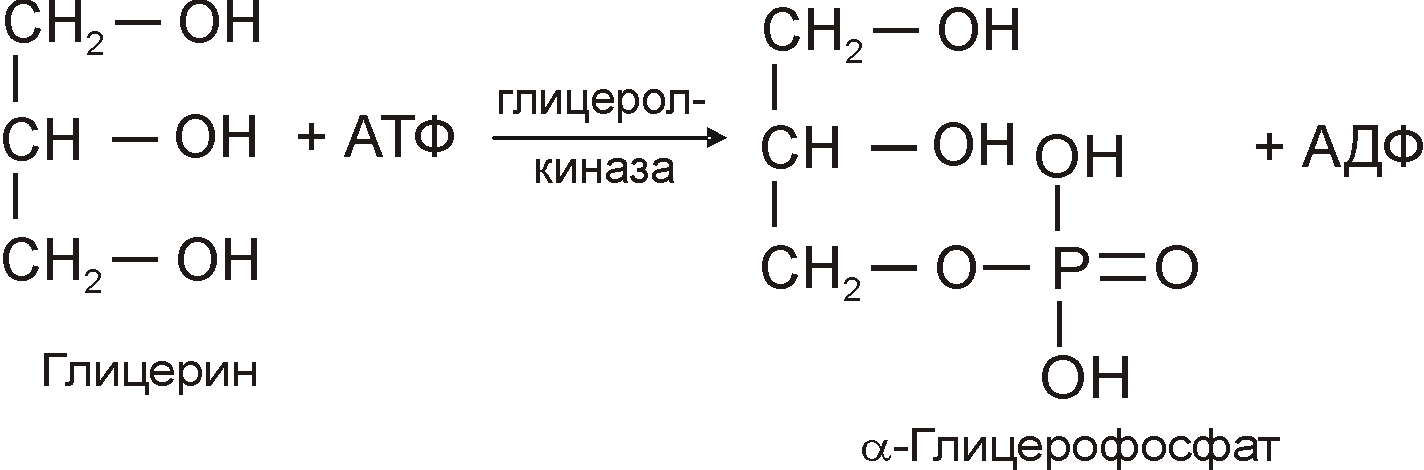 CH₂ — OH
CH — OH + АТФ
CH₂ — OH
Глицерин
глицерол-
киназа
CH₂ — OH
CH — OH
OH
CH₂ — O — P = O
OH
+ АДФ
α-Глицерофосфат